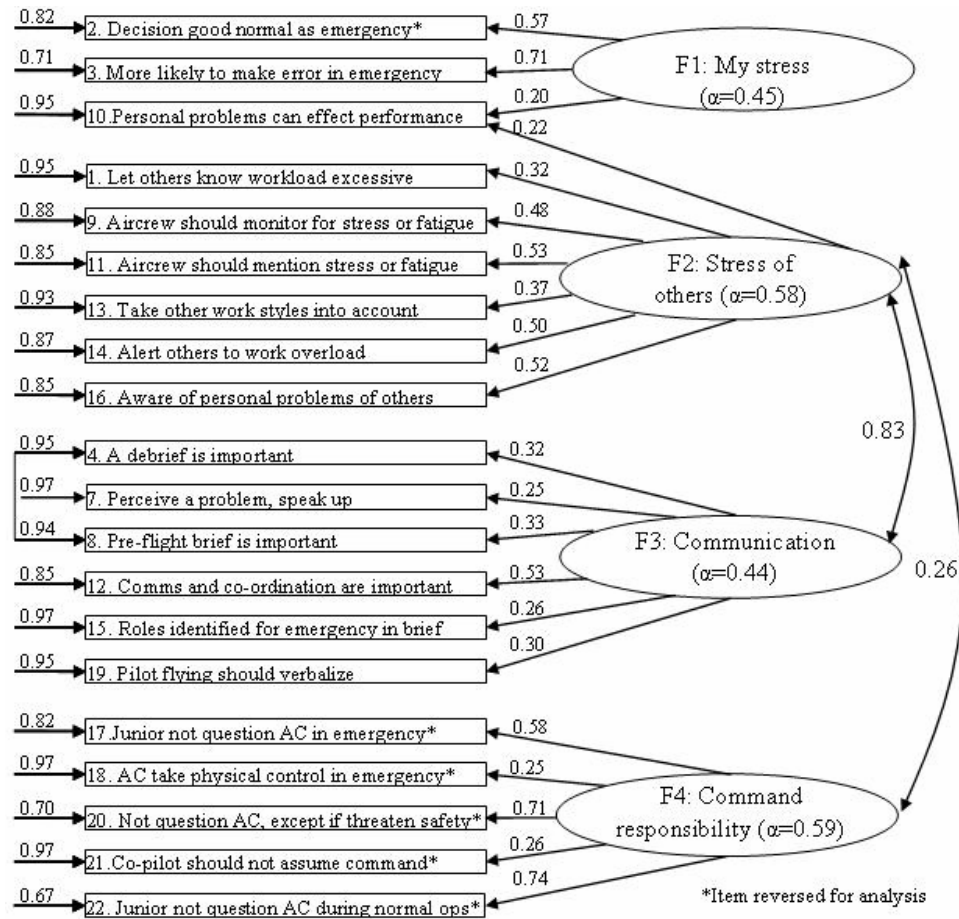 0.82 2. Decision good normal as emergency* 0.57
0.71 3. More likely to make error in emergency 0.71
0.95 10.Personal problems can effect performance 0.20
0.22
F1: My stress
(α=0.45)
0.95 1. Let others know workload excessive 0.32
0.88 9. Aircrew should monitor for stress or fatigue 0.48
0.85 11. Aircrew should mention stress or fatigue 0.53
0.93 13. Take other work styles into account 0.37
0.87 14. Alert others to work overload 0.50
0.85 16. Aware of personal problems of others 0.52
F2: Stress of
others (α=0.58)
0.83
0.95 4. A debrief is important 0.32
0.97 7. Perceive a problem, speak up 0.25
0.94 8. Pre-flight brief is important 0.33
0.85 12. Comms and co-ordination are important 0.53
0.97 15. Roles identified for emergency in brief 0.26
0.95 19. Pilot flying should verbalize 0.30
F3: Communication
(α=0.44)
0.26
0.82 17.Junior not question AC in emergency* 0.58
0.97 18. AC take physical control in emergency* 0.25
0.70 20. Not question AC, except if threaten safety* 0.71
0.97 21.Co-pilot should not assume command* 0.26
0.67 22. Junior not question AC during normal ops* 0.74
F4: Command
responsibility (α=0.59)
*Item reversed for analysis